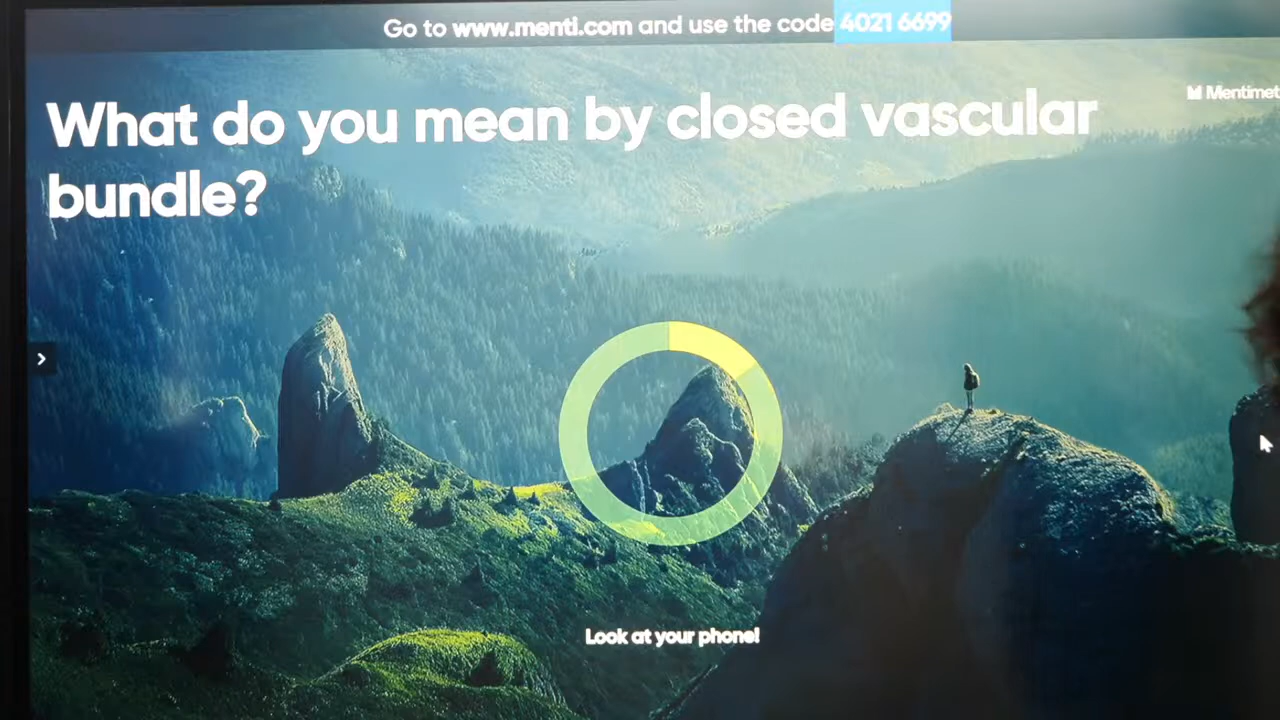 Go to www.menti.com and use the code 4021 6699
Mentimet
What do you mean by closed vascular
bundle?
Look at your phone!